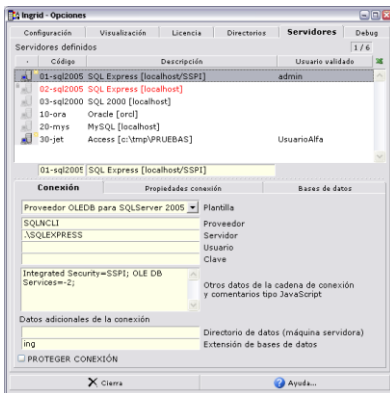 Ingrid - Opciones
Configuración Visualización Licencia Directorios Servidores Debug
Servidores definidos 1/6
Código Descripción Usuario validado
01-sql2005 SQL Express [localhost/SSPI] admin
02-sql2005 SQL Express [localhost]
03-sql2000 SQL 2000 [localhost]
10-ora Oracle [orcl]
20-mys MySQL [localhost]
30-jet Access [c:\tmp\PRUEBAS] UsuarioAlfa
01-sql2005 SQL Express [localhost/SSPI]
Conexión Propiedades conexión Bases de datos
Proveedor OLEDB para SQLServer 2005 Plantilla
SQLNCLI Proveedor
.\SQLEXPRESS Servidor
Usuario
Clave
Integrated Security=SSPI; OLE DB
Services=-2;
Otros datos de la cadena de conexión
y comentarios tipo JavaScript
Datos adicionales de la conexión
Directorio de datos (máquina servidora)
ing Extensión de bases de datos
PROTEGER CONEXIÓN
Cierra Ayuda...